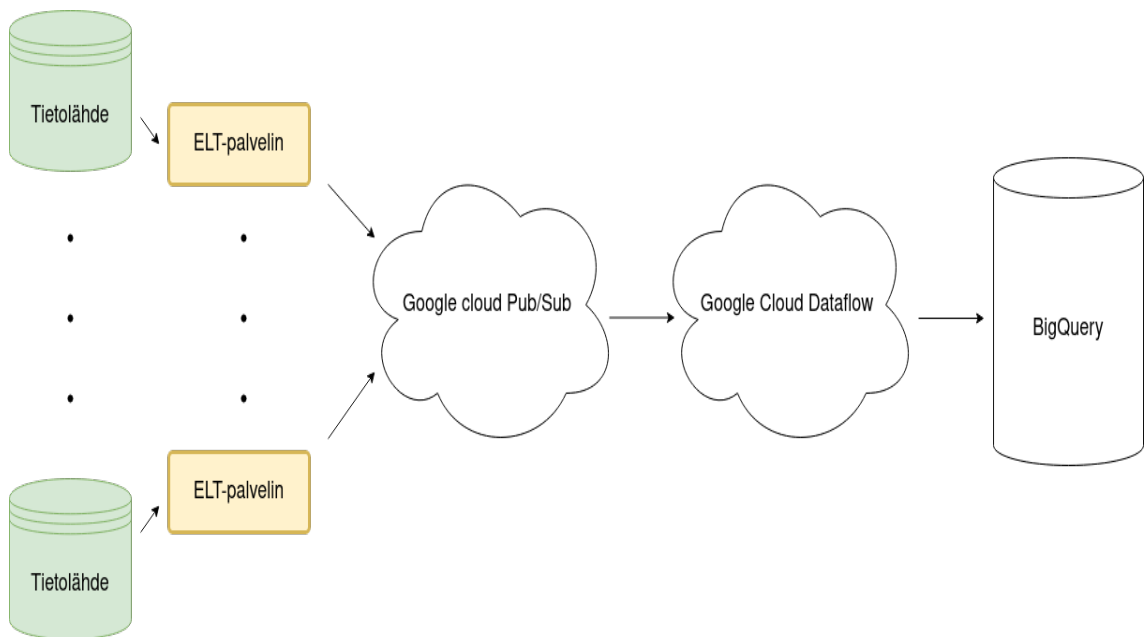 Tietolähde
ELT-palvelin
Google cloud Pub/Sub
Google Cloud Dataflow
BigQuery
ELT-palvelin
Tietolähde